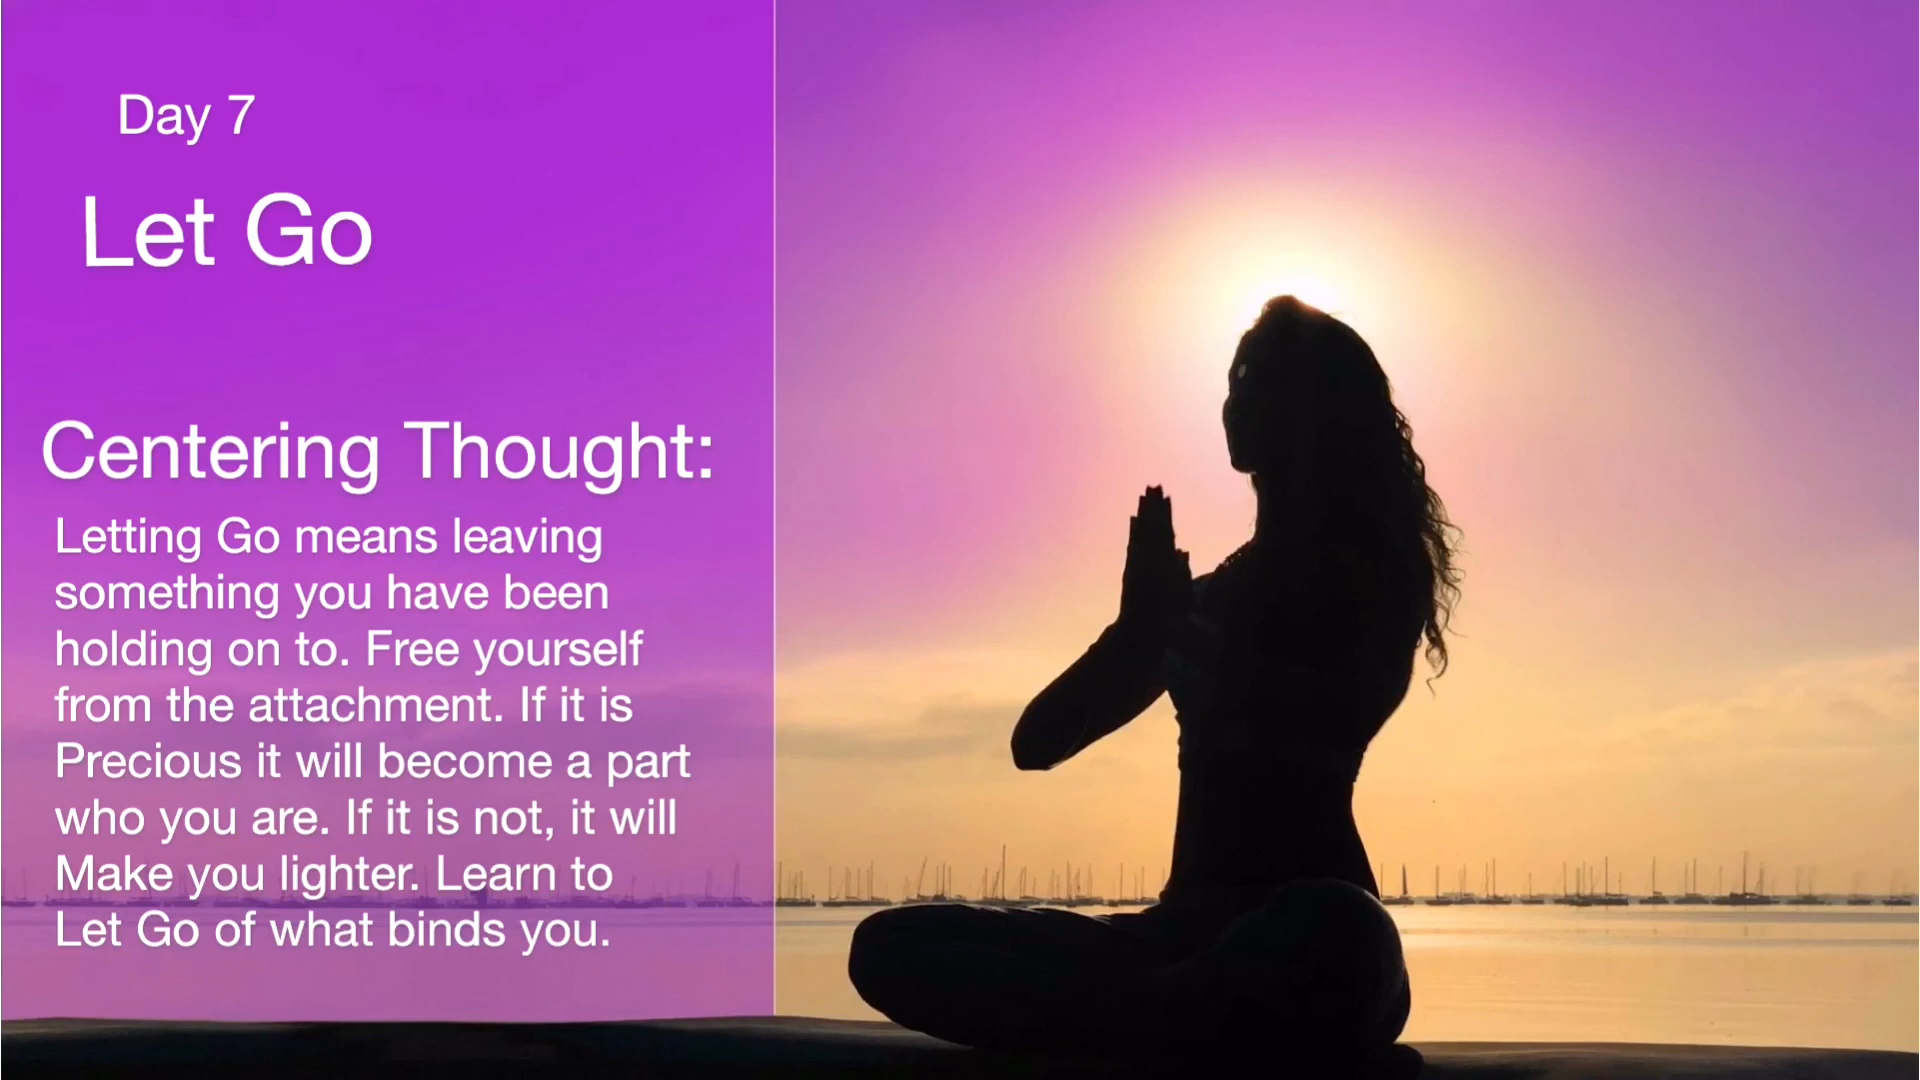 Day 7
Let Go
Centering Thought:
Letting Go means leaving
something you have been
holding on to. Free yourself
from the attachment. If it is
Precious it will become a part
who you are. If it is not, it will
Make you lighter. Learn to
Let Go of what binds you.